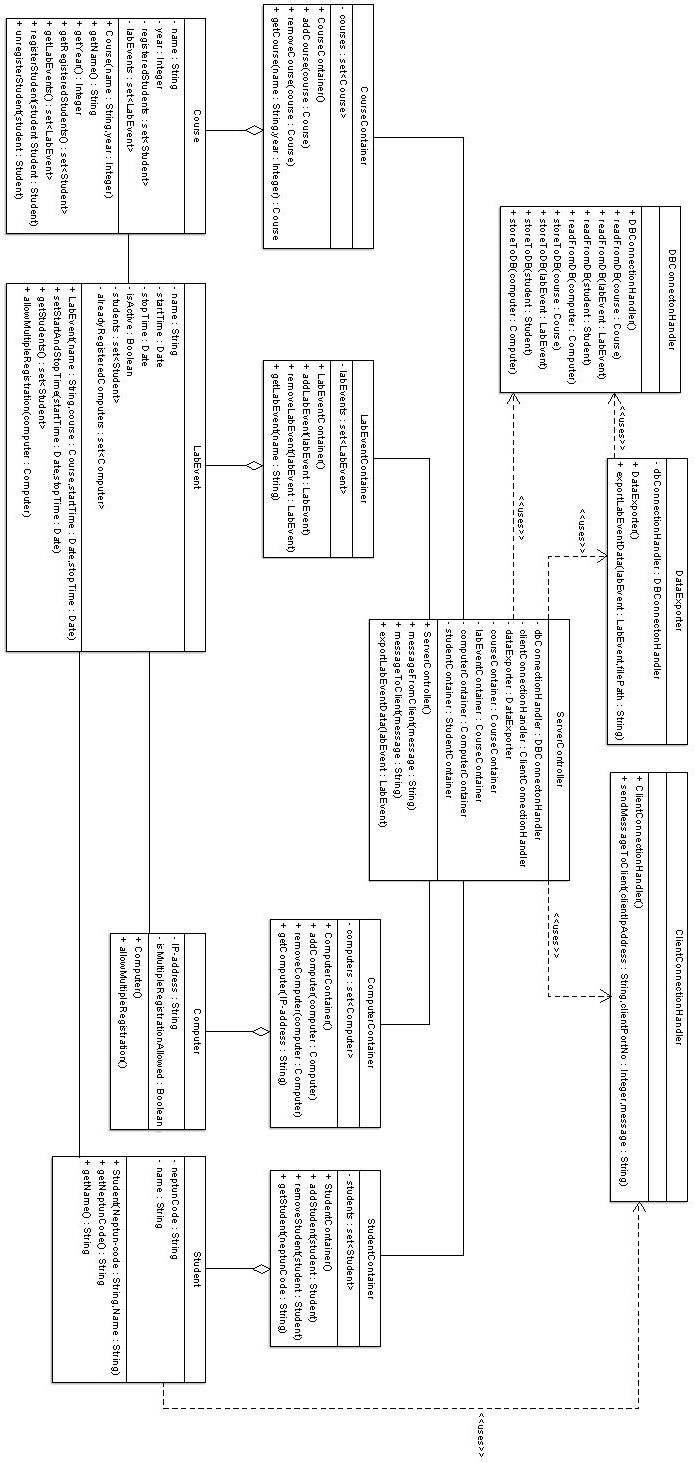 DBConnectonHandler
+ DBConnectionHandler()
+ readFromDB(course : Course)
+ readFromDB(labEvent : LabEvent)
+ readFromDB(student : Student)
+ readFromDB(computer : Computer)
+ storeToDB(course : Course)
+ storeToDB(labEvent : LabEvent)
+ storeToDB(student : Student)
+ storeToDB(computer : Computer)
<<uses>>
DataExporter
- dbConnectionHandler : DBConnectonHandler
+ DataExporter()
+ exportLabEventData(labEvent : LabEvent,filePath : String)
<<uses>>
<<uses>>
ClientConnectionHandler
+ ClientConnectionHandler()
+ sendMessageToClient(clientIpAddress : String,clientPortNo : Integer,message : String)
<<uses>>
<<uses>>
ServerController
- dbConnectionHandler : DBConnectonHandler
- clientConnectionHandler : ClientConnectionHandler
- dataExporter : DataExporter
- courseContainer : CourseContainer
- labEventContainer : CourseContainer
- computerContainer : ComputerContainer
- studentContainer : StudentContainer
+ ServerController()
+ messageFromClient(message : String)
+ messageToClient(message : String)
+ exportLabEventData(labEvent : LabEvent)
CourseContainer
- courses : set<Course>
+ CourseContainer()
+ addCourse(course : Course)
+ removeCourse(course : Course)
+ getCourse(name : String,year : Integer) : Course
LabEventContainer
- labEvents : set<LabEvent>
+ LabEventContainer()
+ addLabEvent(labEvent : LabEvent)
+ removeLabEvent(labEvent : LabEvent)
+ getLabEvent(name : String)
ComputerContainer
- computers : set<Computer>
+ ComputerContainer()
+ addComputer(computer : Computer)
+ removeComputer(computer : Computer)
+ getComputer(IP-address : String)
StudentContainer
- students : set<Student>
+ StudentContainer()
+ addStudent(student : Student)
+ removeStudent(student : Student)
+ getStudent(neptunCode : String)
Course
- name : String
- year : Integer
- registeredStudents : set<Student>
- labEvents : set<LabEvent>
+ Course(name : String,year : Integer)
+ getName() : String
+ getYear() : Integer
+ getRegisteredStudents() : set<Student>
+ getLabEvents() : set<LabEvent>
+ registerStudent(student Student : Student)
+ unregisterStudent(student : Student)
LabEvent
- name : String
- startTime : Date
- stopTime : Date
- isActive : Boolean
- students : set<Student>
- alreadyRegisteredComputers : set<Computer>
+ LabEvent(name : String,course : Course,startTime : Date,stopTime : Date)
+ setStartAndStopTime(startTime : Date,stopTime : Date)
+ getStudents() : set<Student>
+ allowMultipleRegistration(computer : Computer)
Computer
- IP-address : String
- isMultipleRegistrationAllowed : Boolean
+ Computer()
+ allowMultipleRegistration()
Student
- neptunCode : String
- name : String
+ Student(Neptun-code : String,Name : String)
+ getNeptunCode() : String
+ getName() : String